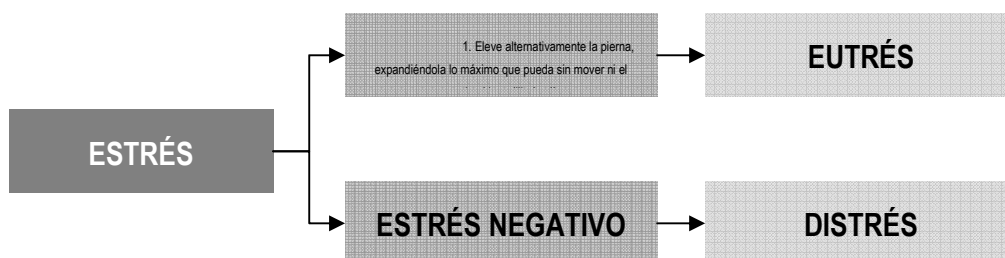 1. Eleve alternativamente la pierna,
expandiéndola lo máximo que pueda sin mover ni el
EUTRÉS
ESTRÉS
ESTRÉS NEGATIVO
DISTRÉS